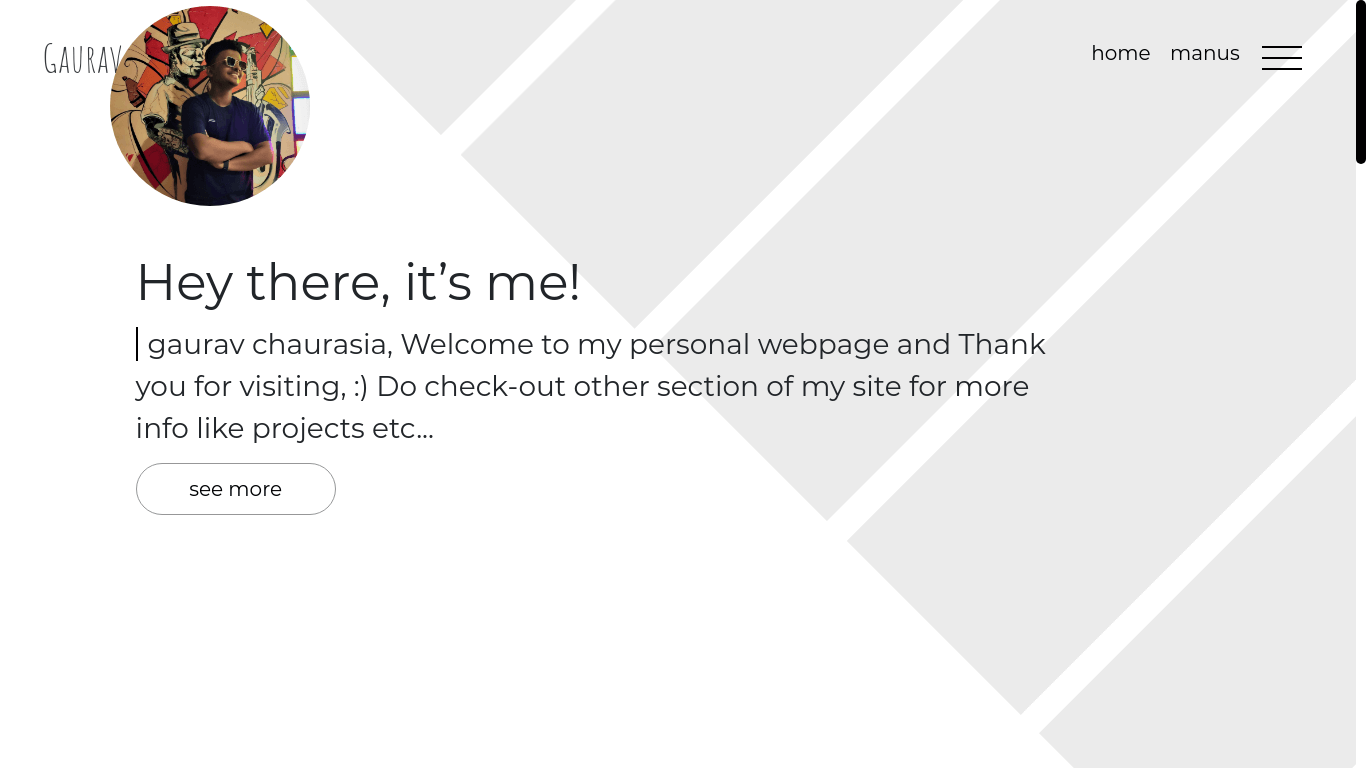 Gaurav
home manus
Hey there, it’s me!
gaurav chaurasia, Welcome to my personal webpage and Thank
you for visiting, :) Do check-out other section of my site for more
info like projects etc...
see more